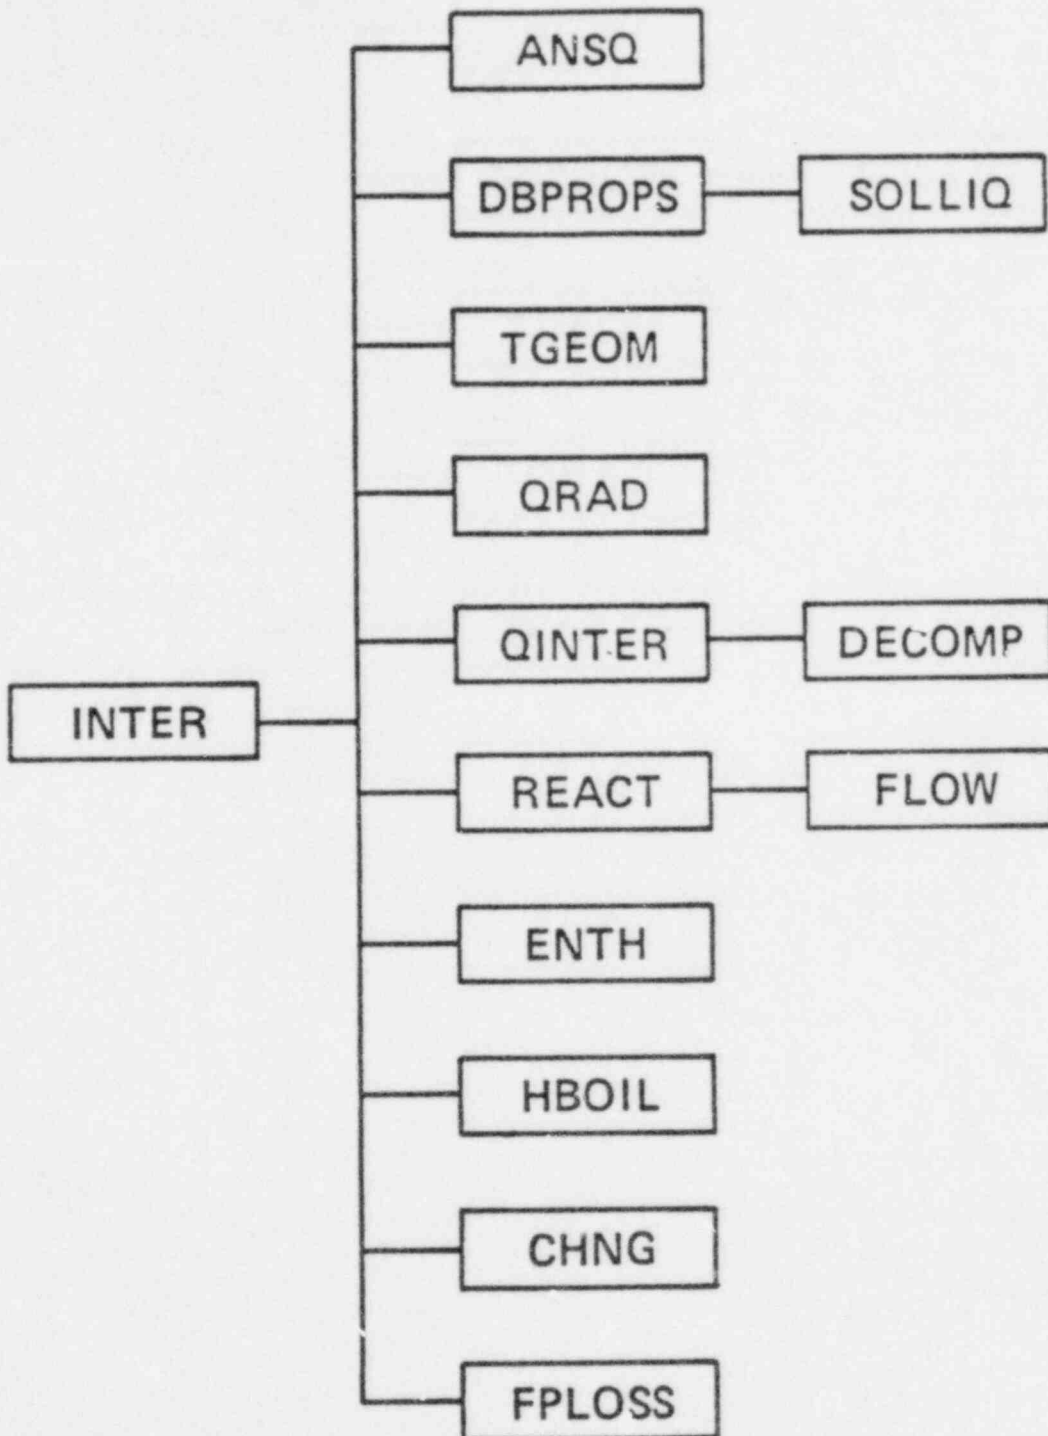 ANSQ
DBPROPS
SOLLIQ
TGEOM
QRAD
QINTER
DECOMP
INTER
REACT
FLOW
ENTH
HBOIL
CHNG
FPLOSS